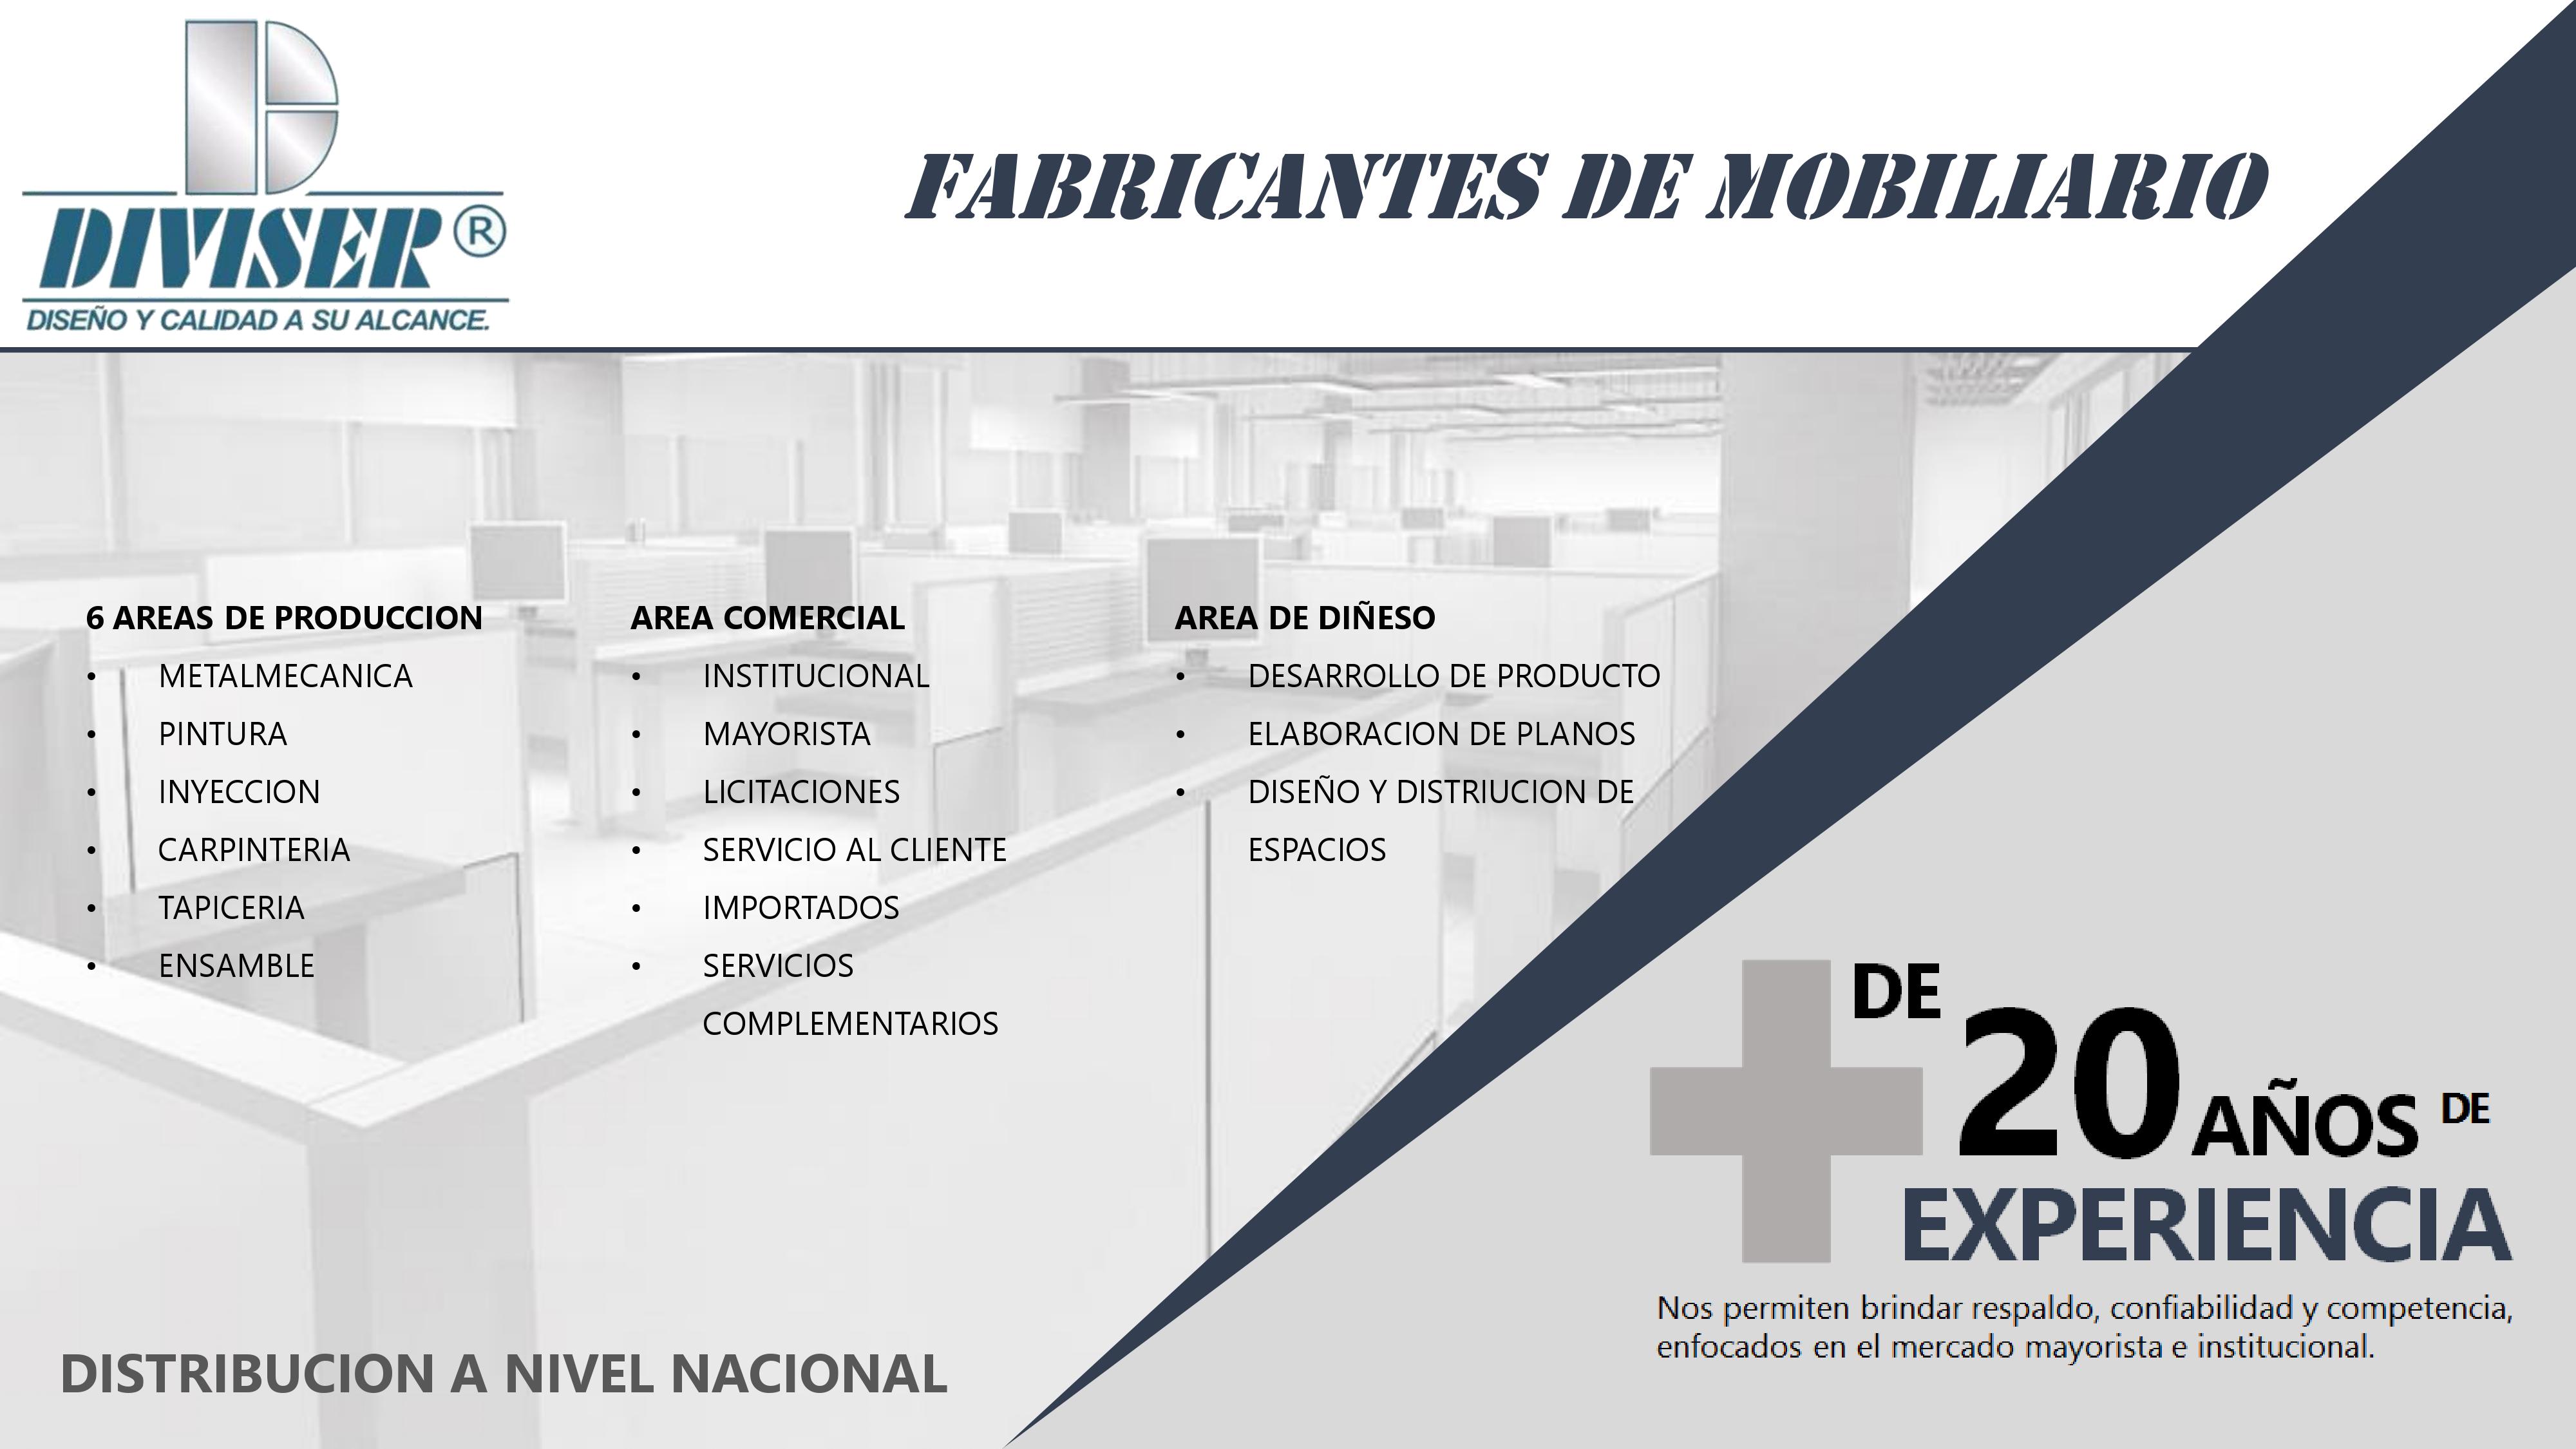 DIVISER®
DISEÑO Y CALIDAD A SU ALCANCE.
FABRICANTES DE MOBILIARIO
6 AREAS DE PRODUCCION
• METALMECANICA
• PINTURA
• INYECCION
• CARPINTERIA
• TAPICERIA
• ENSAMBLE
AREA COMERCIAL
• INSTITUCIONAL
• MAYORISTA
• LICITACIONES
• SERVICIO AL CLIENTE
• IMPORTADOS
• SERVICIOS
COMPLEMENTARIOS
AREA DE DIÑESO
• DESARROLLO DE PRODUCTO
• ELABORACION DE PLANOS
• DISEÑO Y DISTRIUCION DE
ESPACIOS
DE
20 AÑOS DE
EXPERIENCIA
Nos permiten brindar respaldo, confiabilidad y competencia,
enfocados en el mercado mayorista e institucional.
DISTRIBUCION A NIVEL NACIONAL